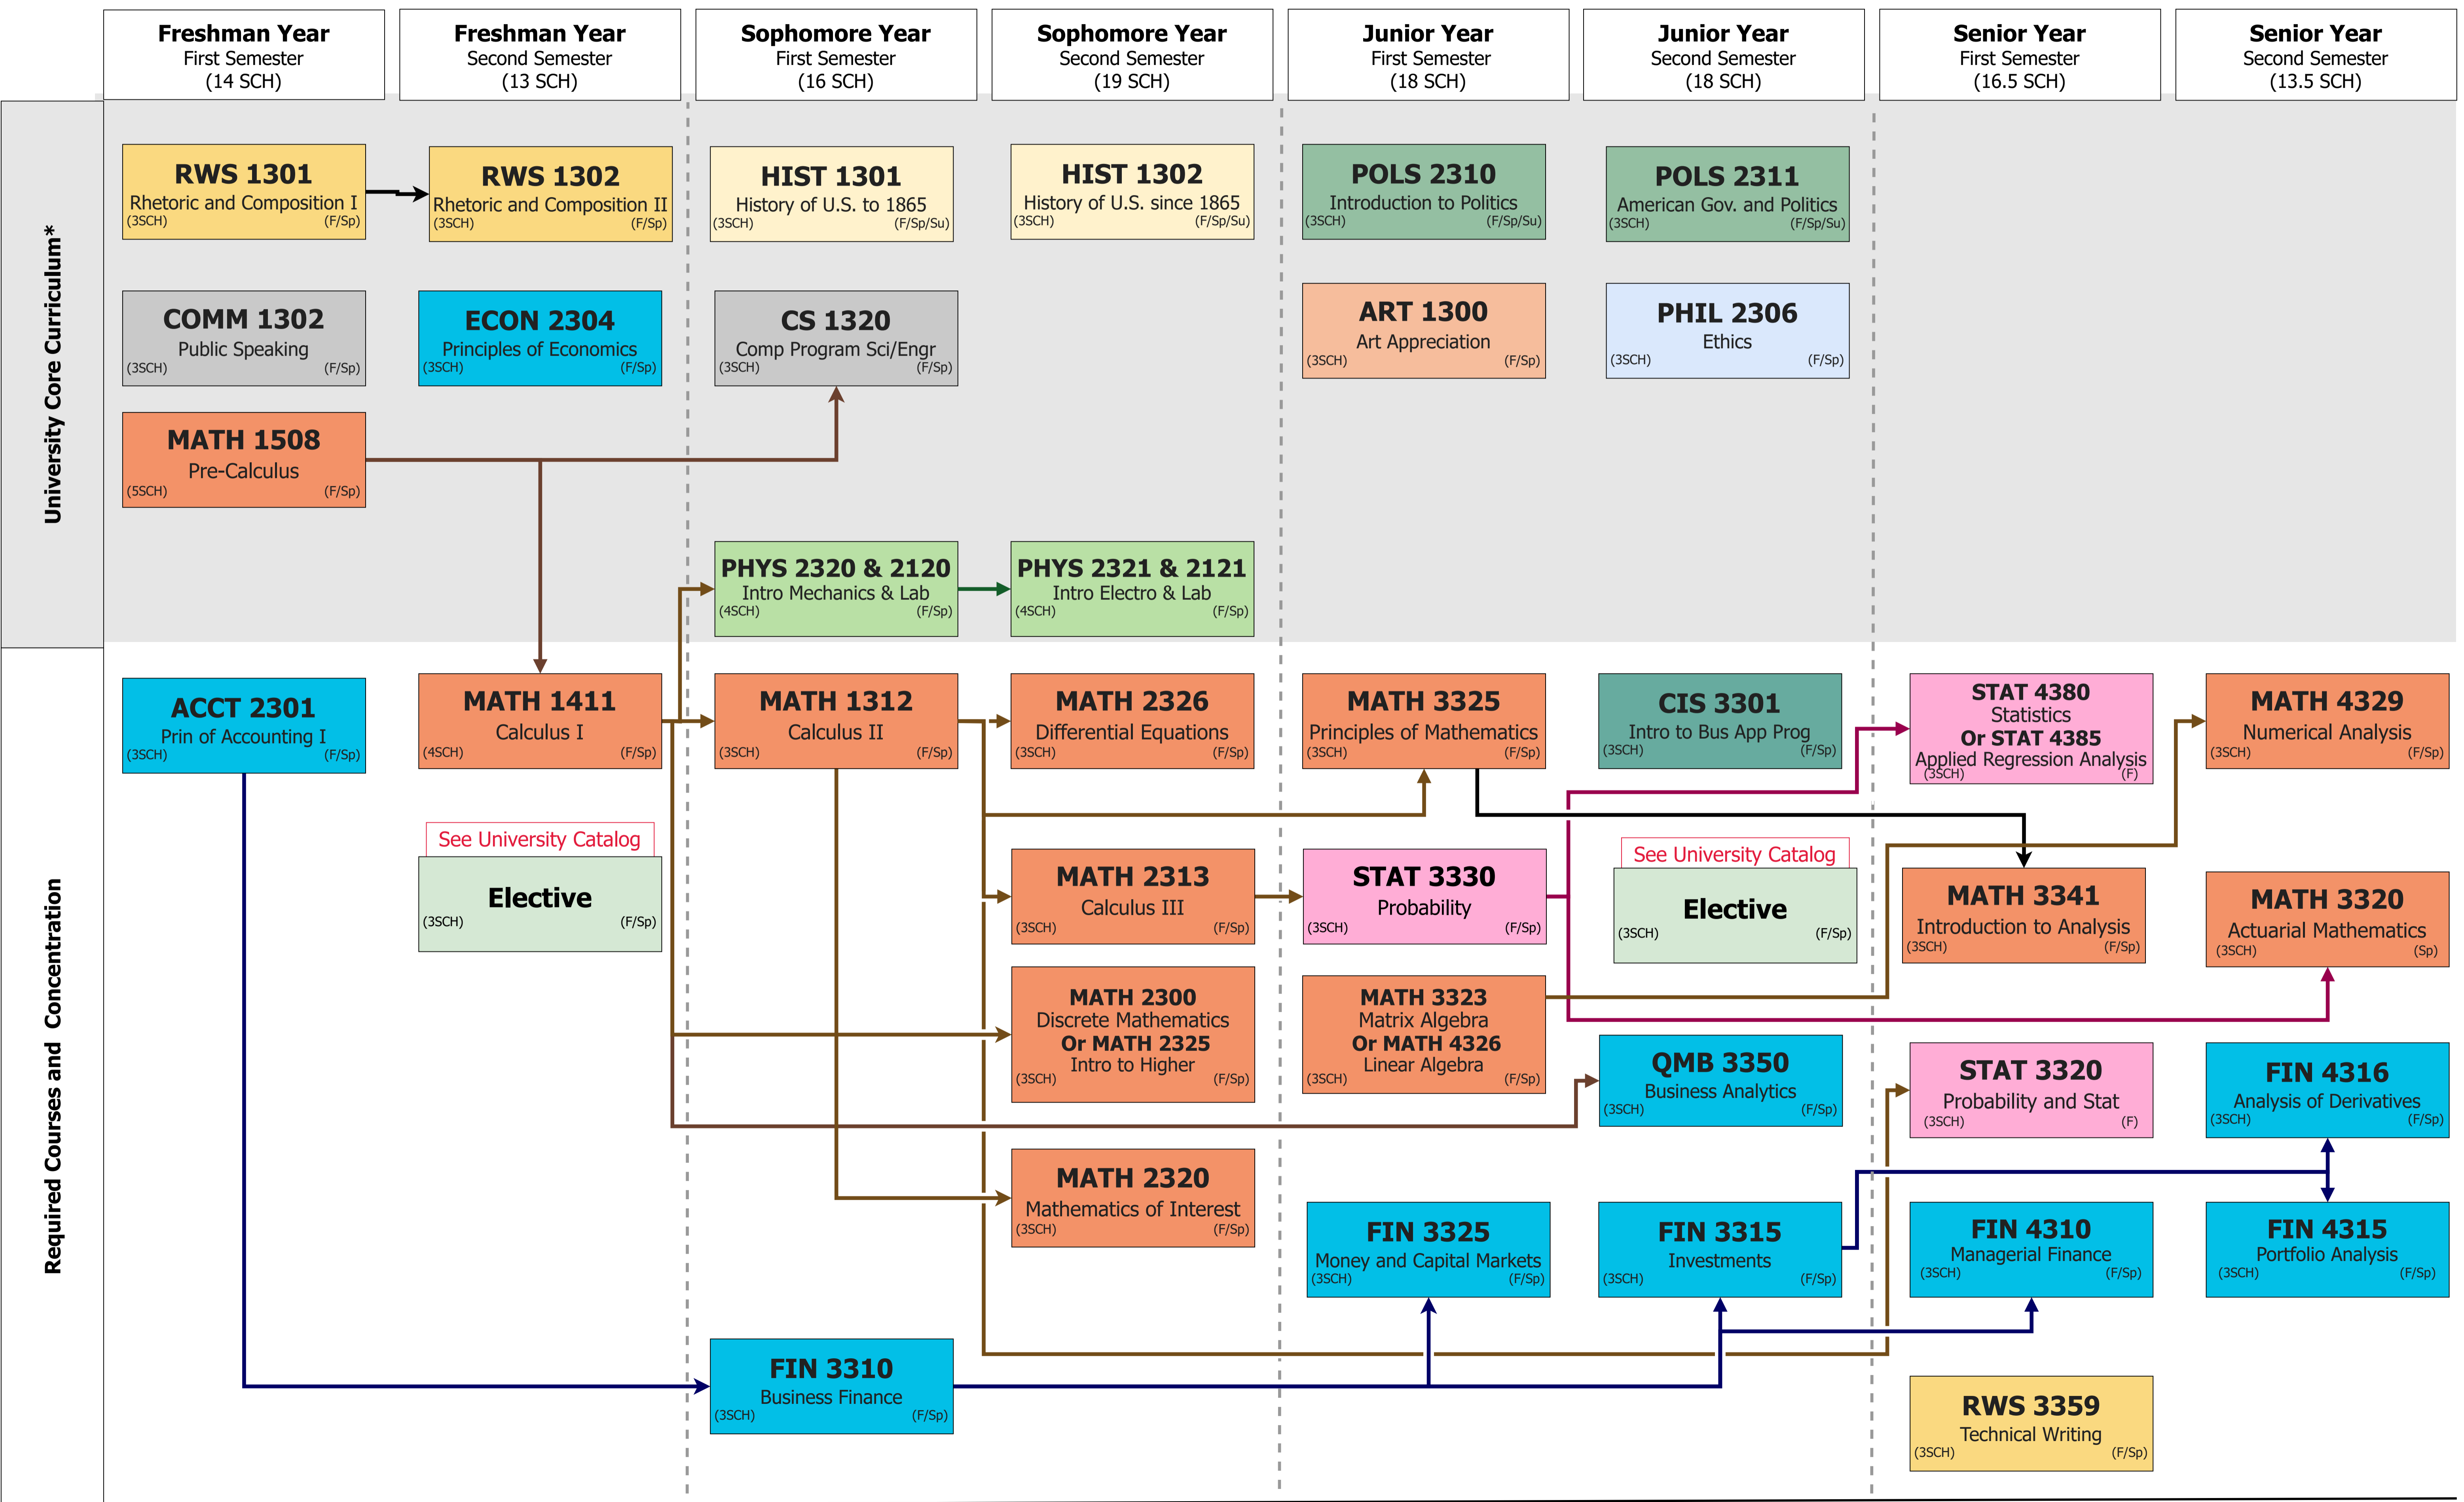 Freshman Year
First Semester
(14 SCH)
Freshman Year
Second Semester
(13 SCH)
Sophomore Year
First Semester
(16 SCH)
Sophomore Year
Second Semester
(19 SCH)
Junior Year
First Semester
(18 SCH)
Junior Year
Second Semester
(18 SCH)
Senior Year
First Semester
(16.5 SCH)
Senior Year
Second Semester
(13.5 SCH)
University Core Curriculum*
RWS 1301
Rhetoric and Composition I
(3SCH) (F/Sp)
RWS 1302
Rhetoric and Composition II
(3SCH) (F/Sp)
HIST 1301
History of U.S. to 1865
(3SCH) (F/Sp/Su)
HIST 1302
History of U.S. since 1865
(3SCH) (F/Sp/Su)
POLS 2310
Introduction to Politics
(3SCH) (F/Sp/Su)
POLS 2311
American Gov. and Politics
(3SCH) (F/Sp/Su)
COMM 1302
Public Speaking
(3SCH) (F/Sp)
ECON 2304
Principles of Economics
(3SCH) (F/Sp)
CS 1320
Comp Program Sci/Engr
(3SCH) (F/Sp)
ART 1300
Art Appreciation
(3SCH) (F/Sp)
PHIL 2306
Ethics
(3SCH) (F/Sp)
MATH 1508
Pre-Calculus
(5SCH) (F/Sp)
PHYS 2320 & 2120
Intro Mechanics & Lab
(4SCH) (F/Sp)
PHYS 2321 & 2121
Intro Electro & Lab
(4SCH) (F/Sp)
Required Courses and Concentration
ACCT 2301
Prin of Accounting I
(3SCH) (F/Sp)
MATH 1411
Calculus I
(4SCH) (F/Sp)
MATH 1312
Calculus II
(3SCH) (F/Sp)
MATH 2326
Differential Equations
(3SCH) (F/Sp)
MATH 3325
Principles of Mathematics
(3SCH) (F/Sp)
CIS 3301
Intro to Bus App Prog
(3SCH) (F/Sp)
STAT 4380
Statistics
Or STAT 4385
Applied Regression Analysis
(3SCH) (F)
MATH 4329
Numerical Analysis
(3SCH) (F/Sp)
See University Catalog
Elective
(3SCH) (F/Sp)
MATH 2313
Calculus III
(3SCH) (F/Sp)
STAT 3330
Probability
(3SCH) (F/Sp)
See University Catalog
Elective
(3SCH) (F/Sp)
MATH 3341
Introduction to Analysis
(3SCH) (F/Sp)
MATH 3320
Actuarial Mathematics
(3SCH) (Sp)
MATH 2300
Discrete Mathematics
Or MATH 2325
Intro to Higher
(3SCH) (F/Sp)
MATH 3323
Matrix Algebra
Or MATH 4326
Linear Algebra
(3SCH) (F/Sp)
QMB 3350
Business Analytics
(3SCH) (F/Sp)
STAT 3320
Probability and Stat
(3SCH) (F)
FIN 4316
Analysis of Derivatives
(3SCH) (F/Sp)
MATH 2320
Mathematics of Interest
(3SCH) (F/Sp)
FIN 3325
Money and Capital Markets
(3SCH) (F/Sp)
FIN 3315
Investments
(3SCH) (F/Sp)
FIN 4310
Managerial Finance
(3SCH) (F/Sp)
FIN 4315
Portfolio Analysis
(3SCH) (F/Sp)
FIN 3310
Business Finance
(3SCH) (F/Sp)
RWS 3359
Technical Writing
(3SCH) (F/Sp)